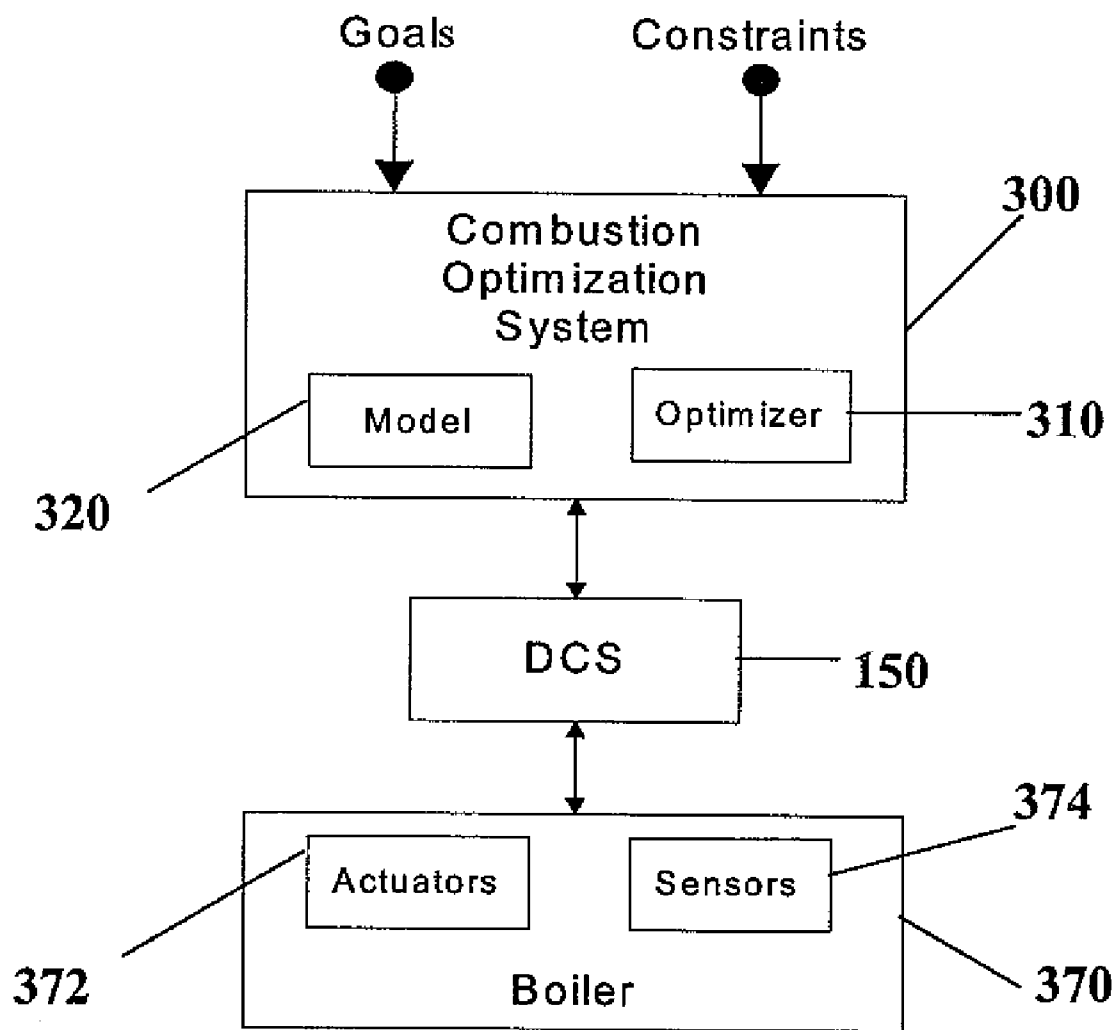 Goals
Constraints
300
Combustion
Optimization
System
Model
Optimizer
310
320
DCS
150
374
Actuators
Sensors
372
Boiler
370